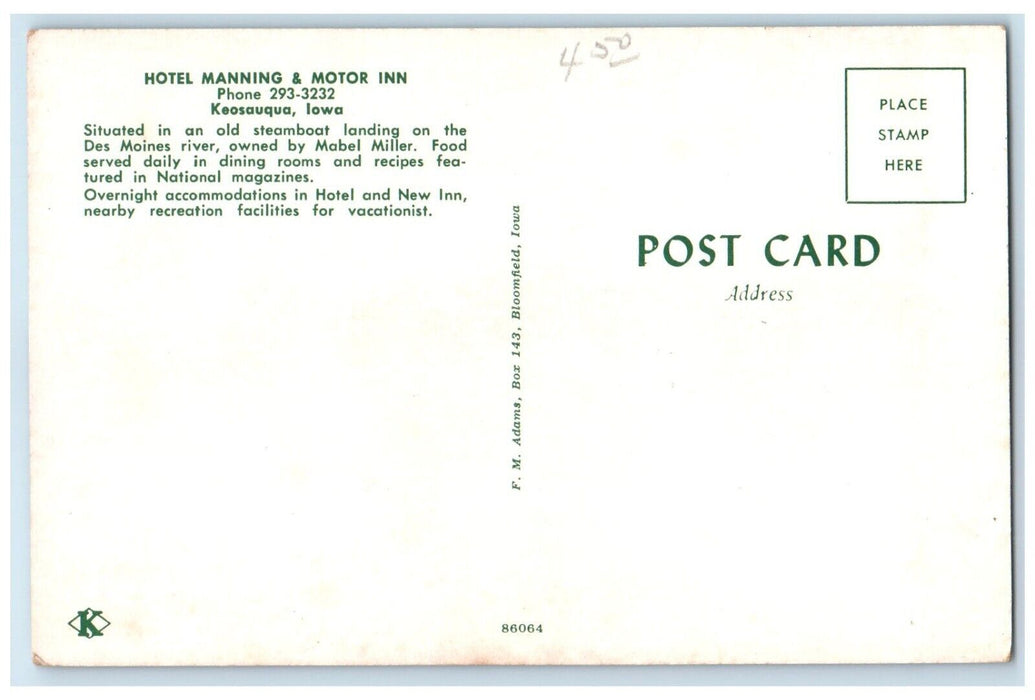 4 50
HOTEL MANNING & MOTOR INN
Phone 293-3232
Keosauqua, Iowa
Situated in an old steamboat landing on the
Des Moines river, owned by Mabel Miller. Food
served daily in dining rooms and recipes fea-
tured in National magazines.
Overnight accommodations in Hotel and New Inn,
nearby recreation facilities for vacationist.
F. M. Adams, Box 143, Bloomfield, Iowa
PLACE
STAMP
HERE
POST CARD
Address
K
86064